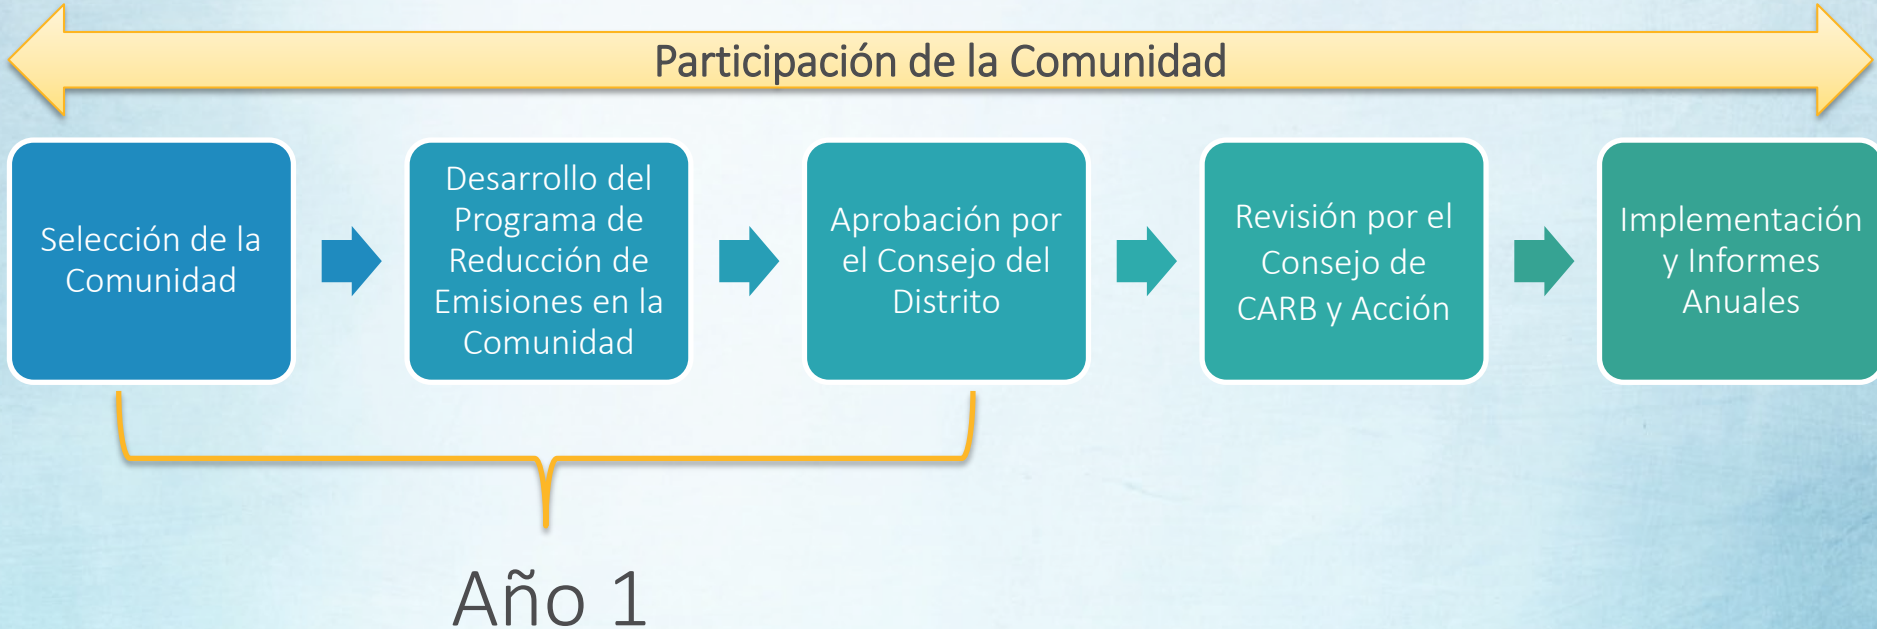 Participación de la Comunidad
Selección de la
Comunidad
Desarrollo del
Programa de
Reducción de
Emisiones en la
Comunidad
Aprobación por
el Consejo del
Distrito
Revisión por el
Consejo de
CARB y Acción
Implementación
y Informes
Anuales
Año 1